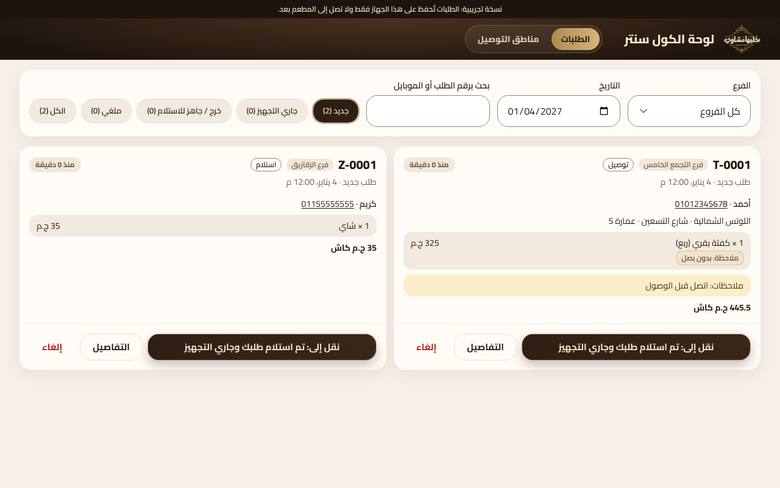 نسخة تجريبية: الطلبات تُحفظ على هذا الجهاز فقط ولا تصل إلى المطعم بعد.
لوحة الكول سنتر
الطلبات
مناطق التوصيل
الفرع
التاريخ
بحث برقم الطلب أو الموبايل
كل الفروع
01/04/2027
جديد (2)
جاري التجهيز (0)
خرج / جاهز للاستلام (0)
ملغي (0)
الكل (2)
T-0001 فرع التجمع الخامس توصيل منذ 0 دقيقة
طلب جديد · 4 يناير، 12:00 م
أحمد · 01012345678
اللوتس الشمالية · شارع التسعين · عمارة 5
1 × كفتة بقري (ربع) 325 ج.م
ملاحظة: بدون بصل
ملاحظات: اتصل قبل الوصول
445.5 ج.م كاش
نقل إلى: تم استلام طلبك وجاري التجهيز
التفاصيل
إلغاء
Z-0001 فرع الزقازيق استلام منذ 0 دقيقة
طلب جديد · 4 يناير، 12:00 م
كريم · 01155555555
1 × شاي 35 ج.م
35 ج.م كاش
نقل إلى: تم استلام طلبك وجاري التجهيز
التفاصيل
إلغاء